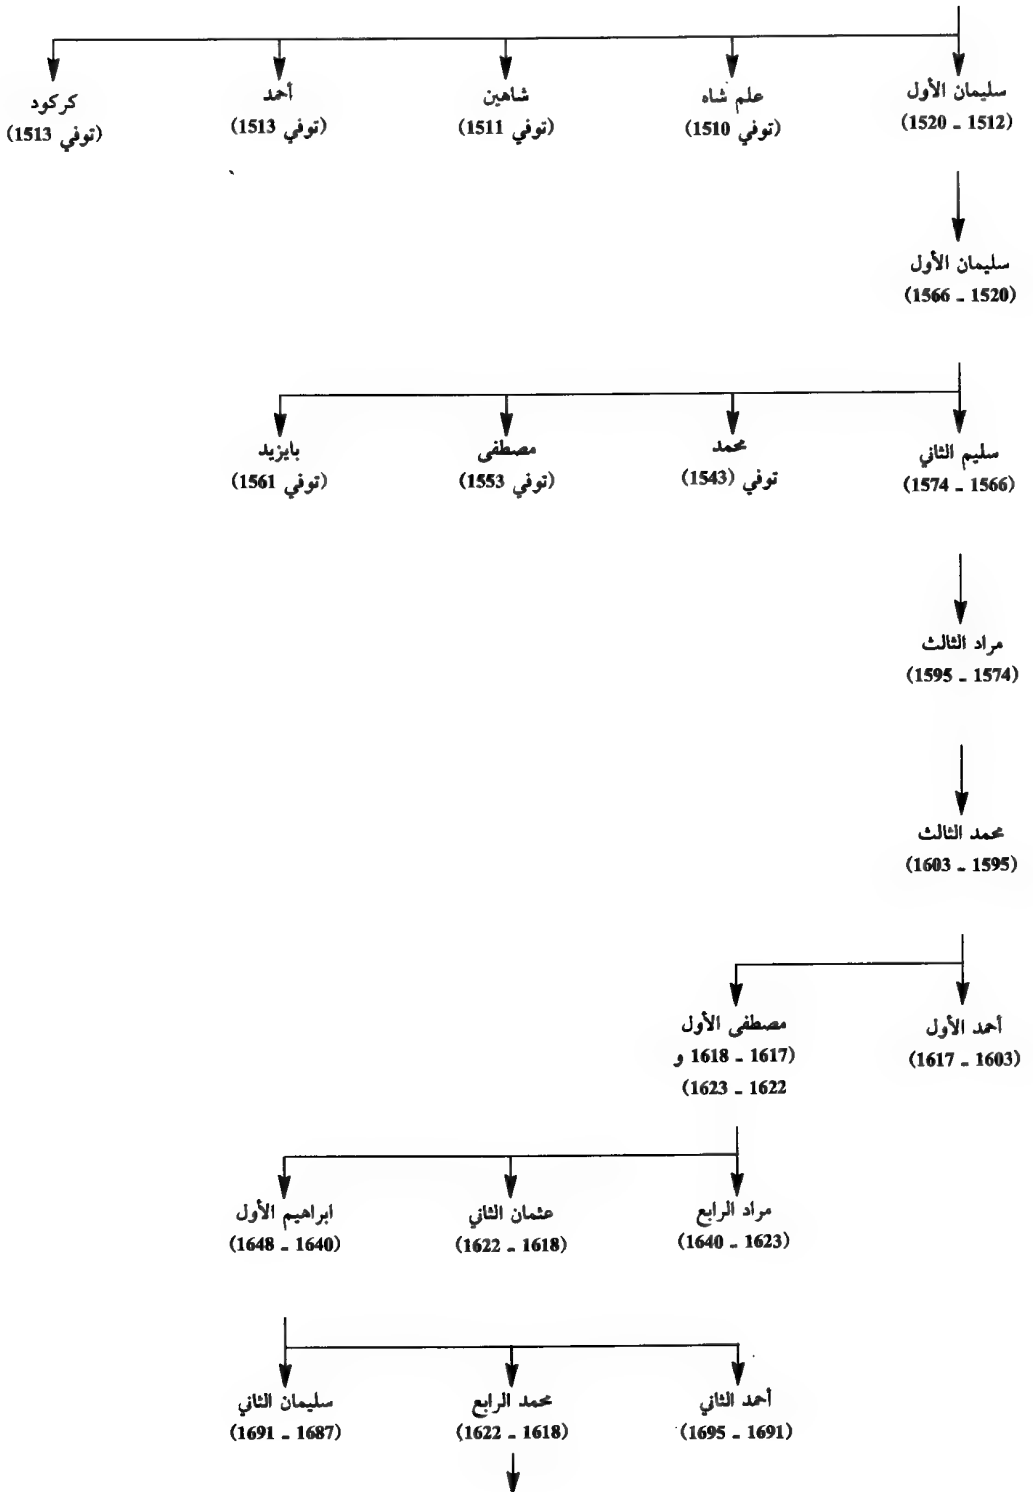 سليمان الأول
(1512 - 1520)
علم شاه
(توفي 1510)
شاهين
(توفي 1511)
أحمد
(توفي 1513)
كركود
(توفي 1513)
سليمان الأول
(1520 - 1566)
سليم الثاني
(1566 - 1574)
محمد
توفي (1543)
مصطفى
(توفي 1553)
بايزيد
(توفي 1561)
مراد الثالث
(1574 - 1595)
محمد الثالث
(1595 - 1603)
أحمد الأول
(1603 - 1617)
مصطفى الأول
(1617 - 1618 و
1622 - 1623)
مراد الرابع
(1623 - 1640)
عثمان الثاني
(1618 - 1622)
ابراهيم الأول
(1640 - 1648)
أحمد الثاني
(1691 - 1695)
محمد الرابع
(1618 - 1622)
سليمان الثاني
(1687 - 1691)